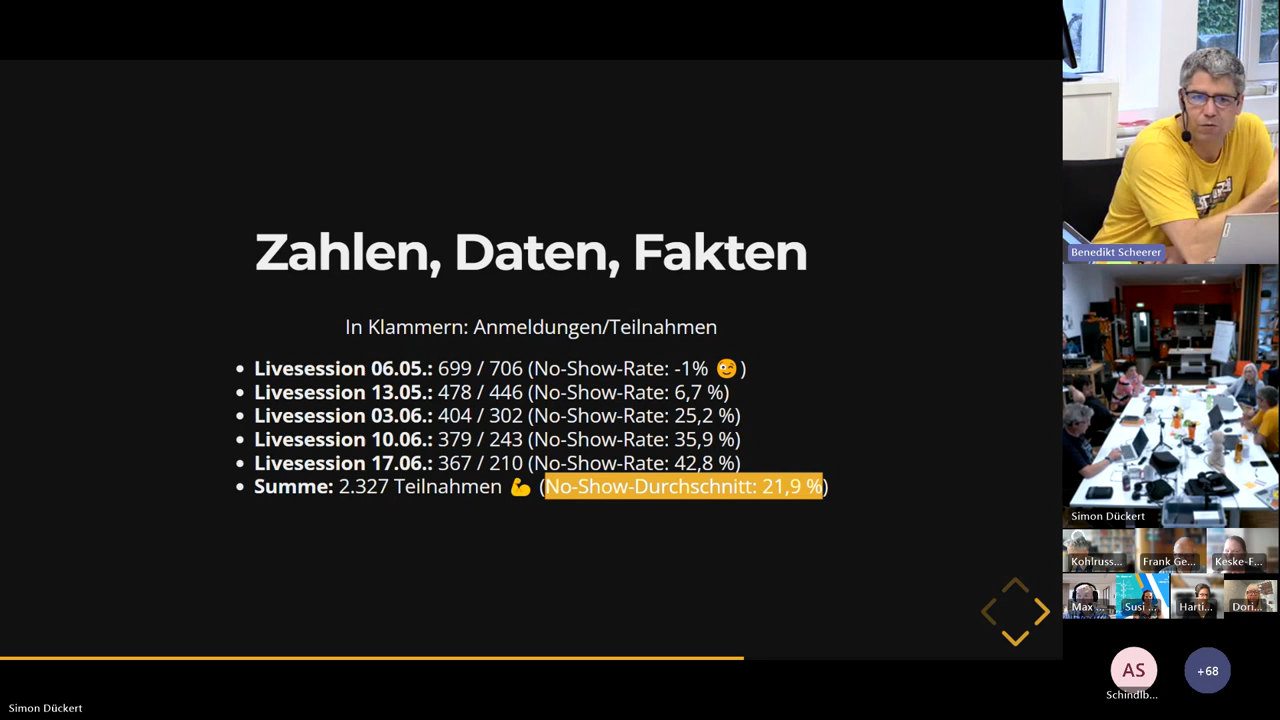 Zahlen, Daten, Fakten
In Klammern: Anmeldungen/Teilnahmen
• Livesession 06.05.: 699 / 706 (No-Show-Rate: -1% 😉)
• Livesession 13.05.: 478 / 446 (No-Show-Rate: 6,7 %)
• Livesession 03.06.: 404 / 302 (No-Show-Rate: 25,2 %)
• Livesession 10.06.: 379 / 243 (No-Show-Rate: 35,9 %)
• Livesession 17.06.: 367 / 210 (No-Show-Rate: 42,8 %)
• Summe: 2.327 Teilnahmen 💪 (No-Show-Durchschnitt: 21,9 %)
Simon Dückert
Benedikt Scheerer
Simon Dückert
Kohlruss... Frank Ge... Keske-F...
Max ... Susi ... Harti... Dori...
AS +68
Schindlb...